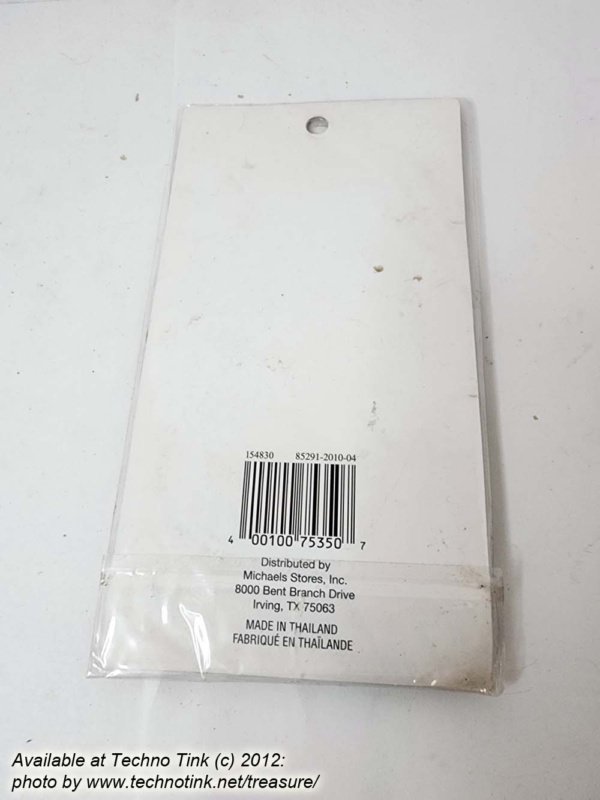 154830 85291-2010-04
4 00100 75350 7
Distributed by
Michaels Stores, Inc.
8000 Bent Branch Drive
Irving, TX 75063
MADE IN THAILAND
FABRIQUÉ EN THAÏLANDE
Available at Techno Tink (c) 2012:
photo by www.technotink.net/treasure/